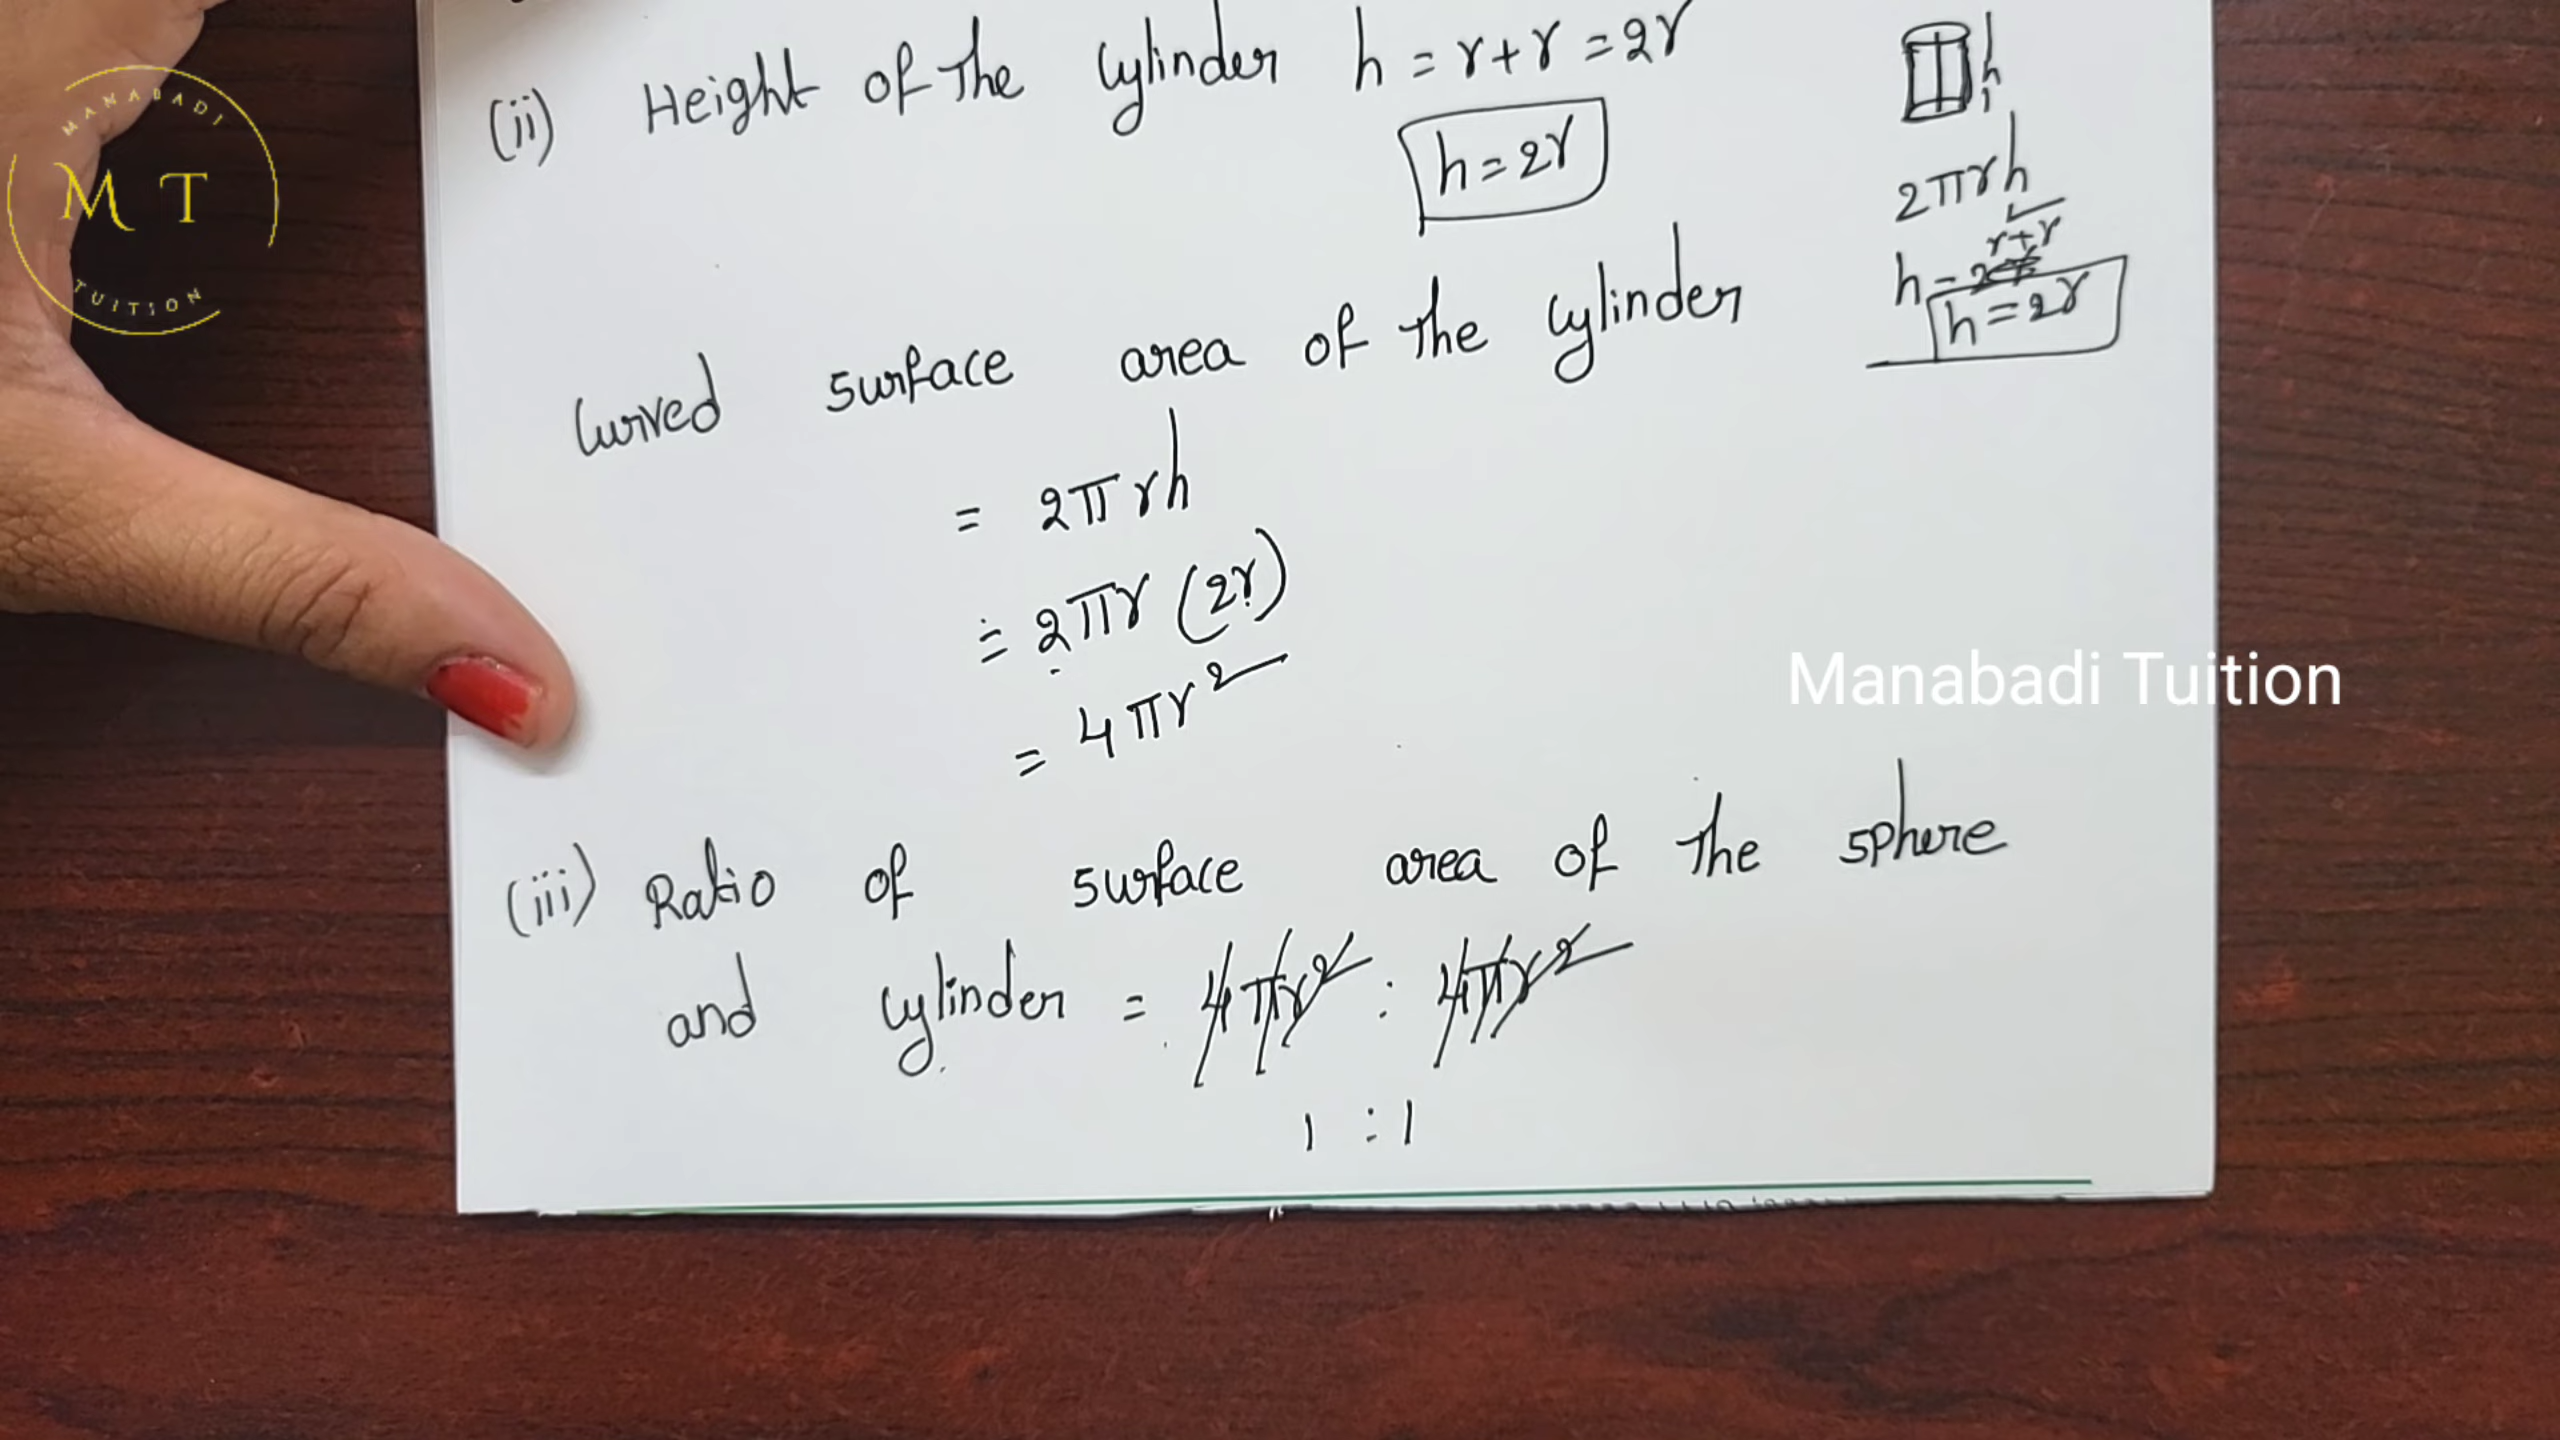 MANABADI
M T
TUITION
(ii) Height of the cylinder h = r+r = 2r
h = 2r
h
2πrh
r+r
h = 2r
Curved surface area of the cylinder
= 2πrh
= 2πr (2r)
= 4πr²
Manabadi Tuition
(iii) Ratio of surface area of the sphere
and cylinder = 4πr² : 4πr²
1 : 1